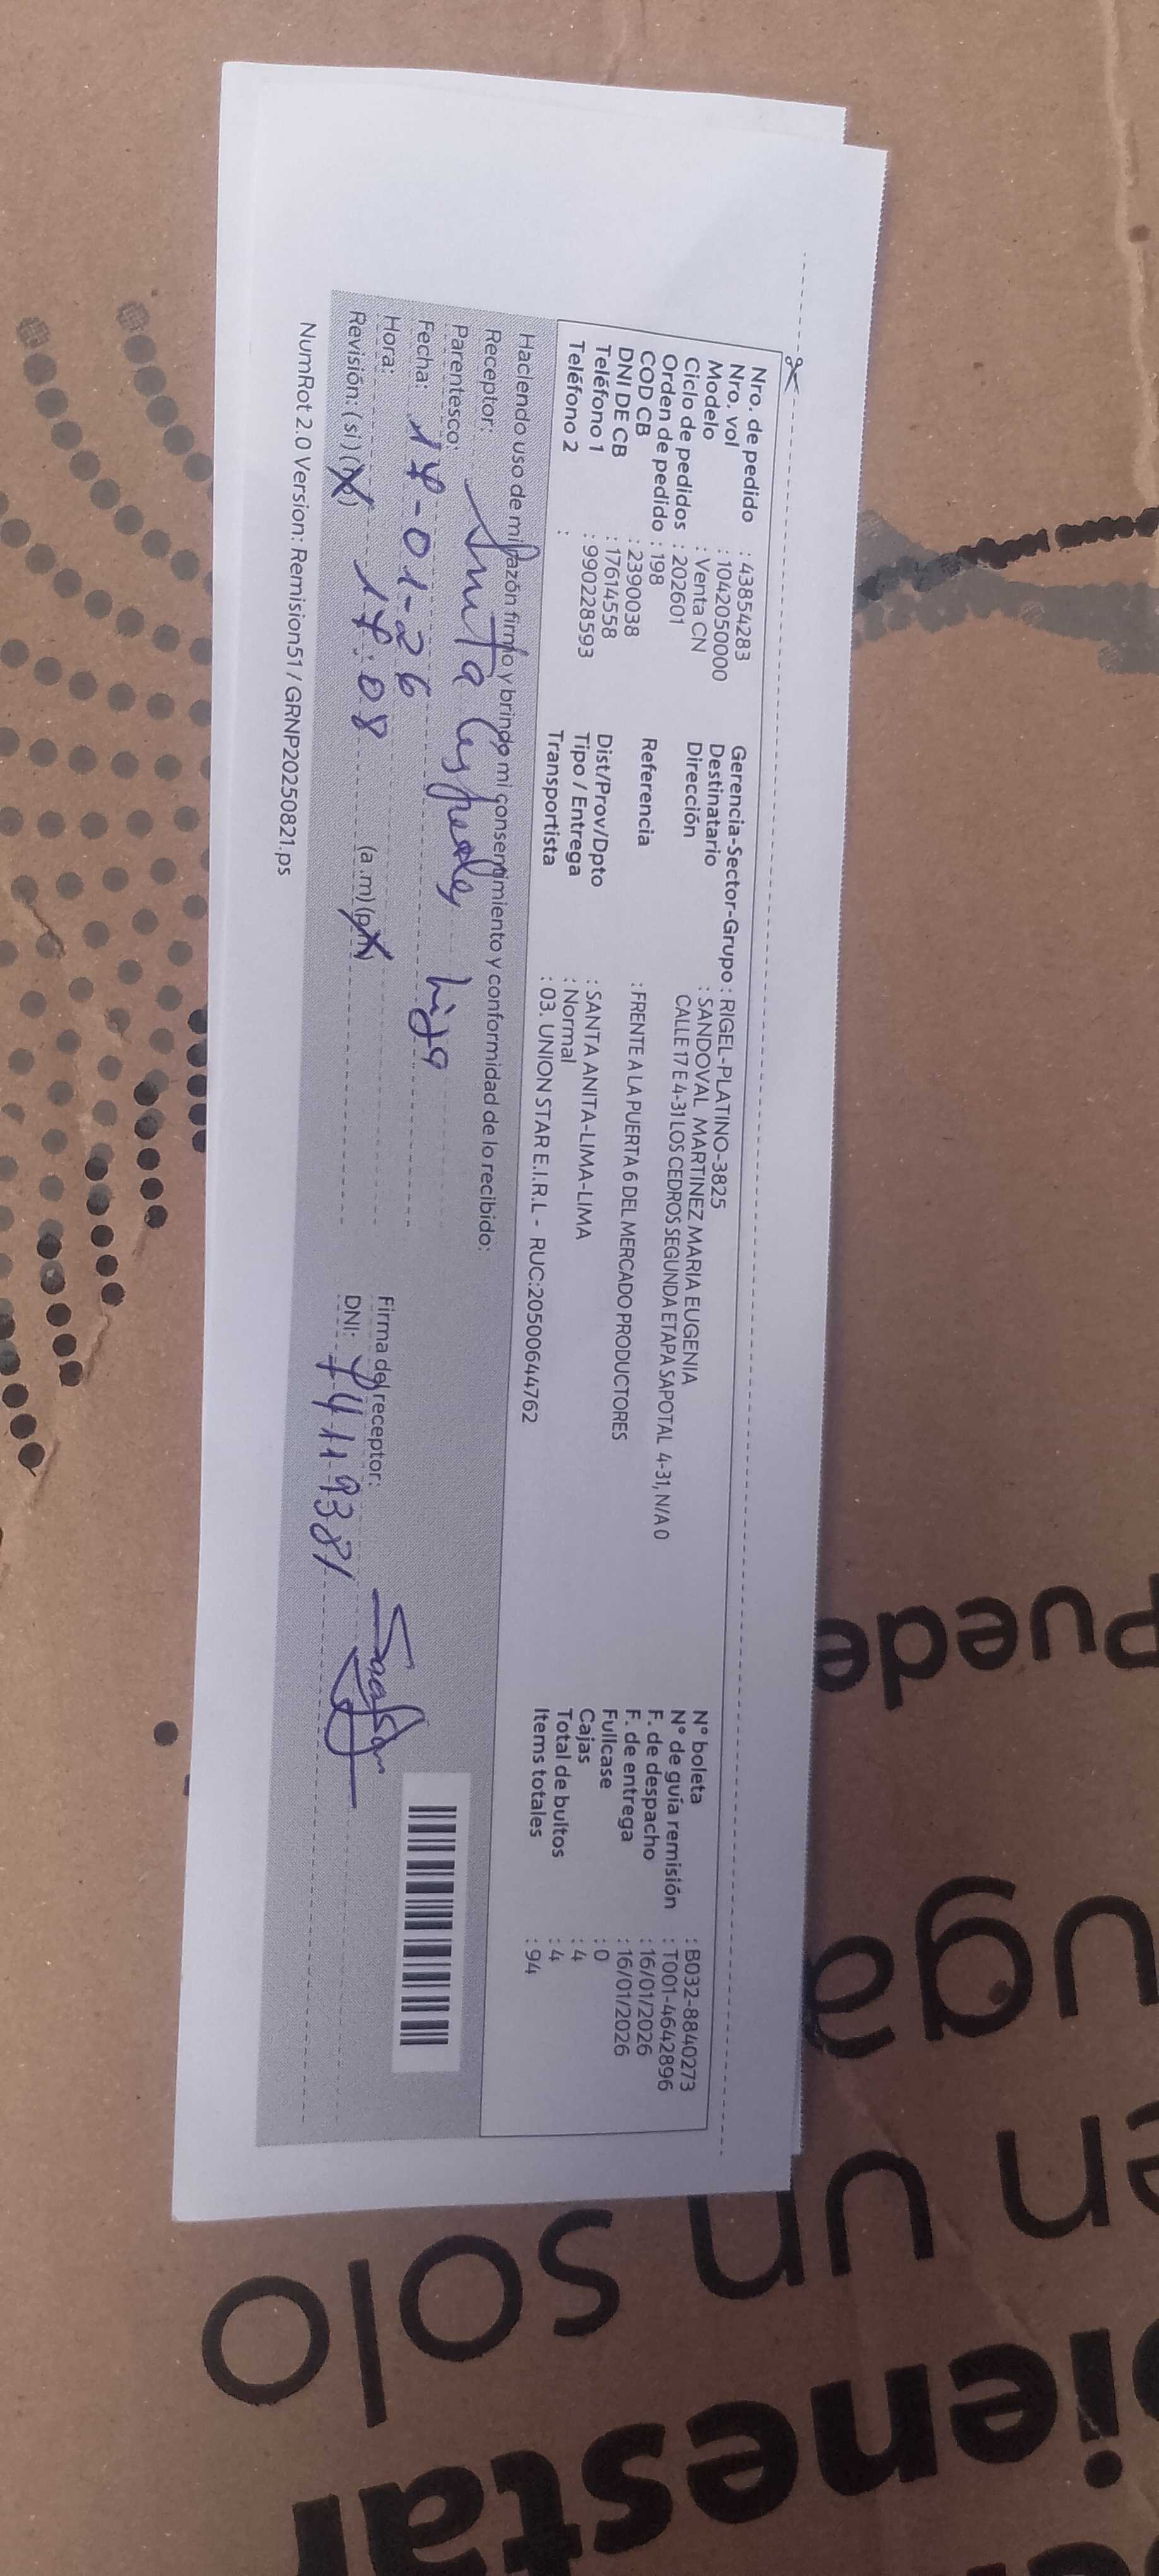 Nro. de pedido : 43854283
Nro. vol : 1042050000
Modelo : Venta CN
Ciclo de pedidos : 202601
Orden de pedido : 198
COD CB : 2390038
DNI DE CB : 17614558
Teléfono 1 : 990228593
Teléfono 2 :
Gerencia-Sector-Grupo : RIGEL-PLATINO-3825
Destinatario : SANDOVAL MARTINEZ MARIA EUGENIA
Dirección CALLE 17 E 4-31 LOS CEDROS SEGUNDA ETAPA SAPOTAL 4-31, N/A 0
Referencia : FRENTE A LA PUERTA 6 DEL MERCADO PRODUCTORES
Dist/Prov/Dpto : SANTA ANITA-LIMA-LIMA
Tipo / Entrega : Normal
Transportista : 03. UNION STAR E.I.R.L - RUC:20500644762
N° boleta : B032-8840273
N° de guía remisión : T001-4642896
F. de despacho : 16/01/2026
F. de entrega : 16/01/2026
Fullcase : 0
Cajas : 4
Total de bultos : 4
Items totales : 94
Haciendo uso de mi razón firmo y brindo mi consentimiento y conformidad de lo recibido:
Receptor:
Parentesco: hija
Fecha: 17-01-26
Hora: 17:08 (a.m) (p.m)
Revisión: (si) (no)
Firma del receptor:
DNI: 74119381
NumRot 2.0 Version: Remision51 / GRNP20250821.ps
Puede
un solo